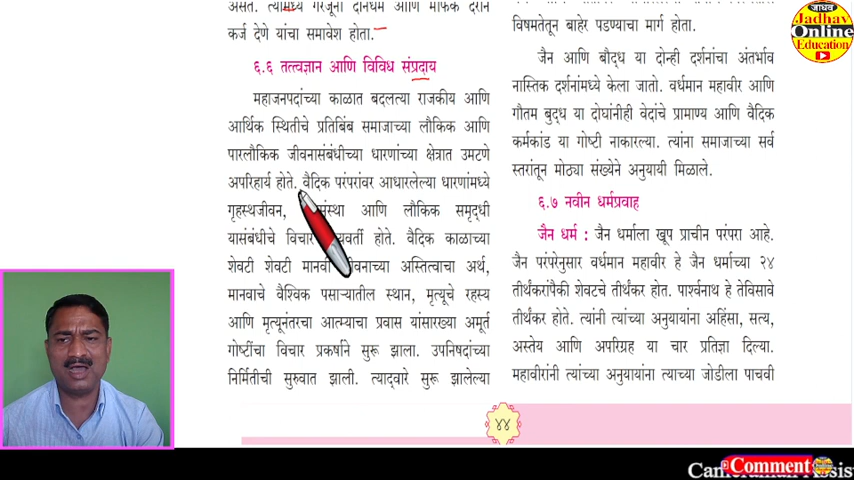 असत. त्यामध्ये गरजूंना दानधर्म आणि माफक दराने
कर्ज देणे यांचा समावेश होता.
६.६ तत्त्वज्ञान आणि विविध संप्रदाय
महाजनपदांच्या काळात बदलत्या राजकीय आणि
आर्थिक स्थितीचे प्रतिबिंब समाजाच्या लौकिक आणि
पारलौकिक जीवनासंबंधीच्या धारणांच्या क्षेत्रात उमटणे
अपरिहार्य होते. वैदिक परंपरांवर आधारलेल्या धारणांमध्ये
गृहस्थजीवन, संस्था आणि लौकिक समृद्धी
यासंबंधीचे विचार होते. वैदिक काळाच्या
शेवटी शेवटी मानवी जीवनाच्या अस्तित्वाचा अर्थ,
मानवाचे वैश्विक पसाऱ्यातील स्थान, मृत्यूचे रहस्य
आणि मृत्यूनंतरचा आत्म्याचा प्रवास यांसारख्या अमूर्त
गोष्टींचा विचार प्रकर्षाने सुरू झाला. उपनिषदांच्या
निर्मितीची सुरुवात झाली. त्याद्वारे सुरू झालेल्या
विषमतेतून बाहेर पडण्याचा मार्ग होता.
जैन आणि बौद्ध या दोन्ही दर्शनांचा अंतर्भाव
नास्तिक दर्शनांमध्ये केला जातो. वर्धमान महावीर आणि
गौतम बुद्ध या दोघांनीही वेदांचे प्रामाण्य आणि वैदिक
कर्मकांड या गोष्टी नाकारल्या. त्यांना समाजाच्या सर्व
स्तरांतून मोठ्या संख्येने अनुयायी मिळाले.
६.७ नवीन धर्मप्रवाह
जैन धर्म : जैन धर्माला खूप प्राचीन परंपरा आहे.
जैन परंपरेनुसार वर्धमान महावीर हे जैन धर्माच्या २४
तीर्थंकरांपैकी शेवटचे तीर्थंकर होत. पार्श्वनाथ हे तेविसावे
तीर्थंकर होते. त्यांनी त्यांच्या अनुयायांना अहिंसा, सत्य,
अस्तेय आणि अपरिग्रह या चार प्रतिज्ञा दिल्या.
महावीरांनी त्यांच्या अनुयायांना त्याच्या जोडीला पाचवी
४४
जाधव
Jadhav
Online
Education
Comment